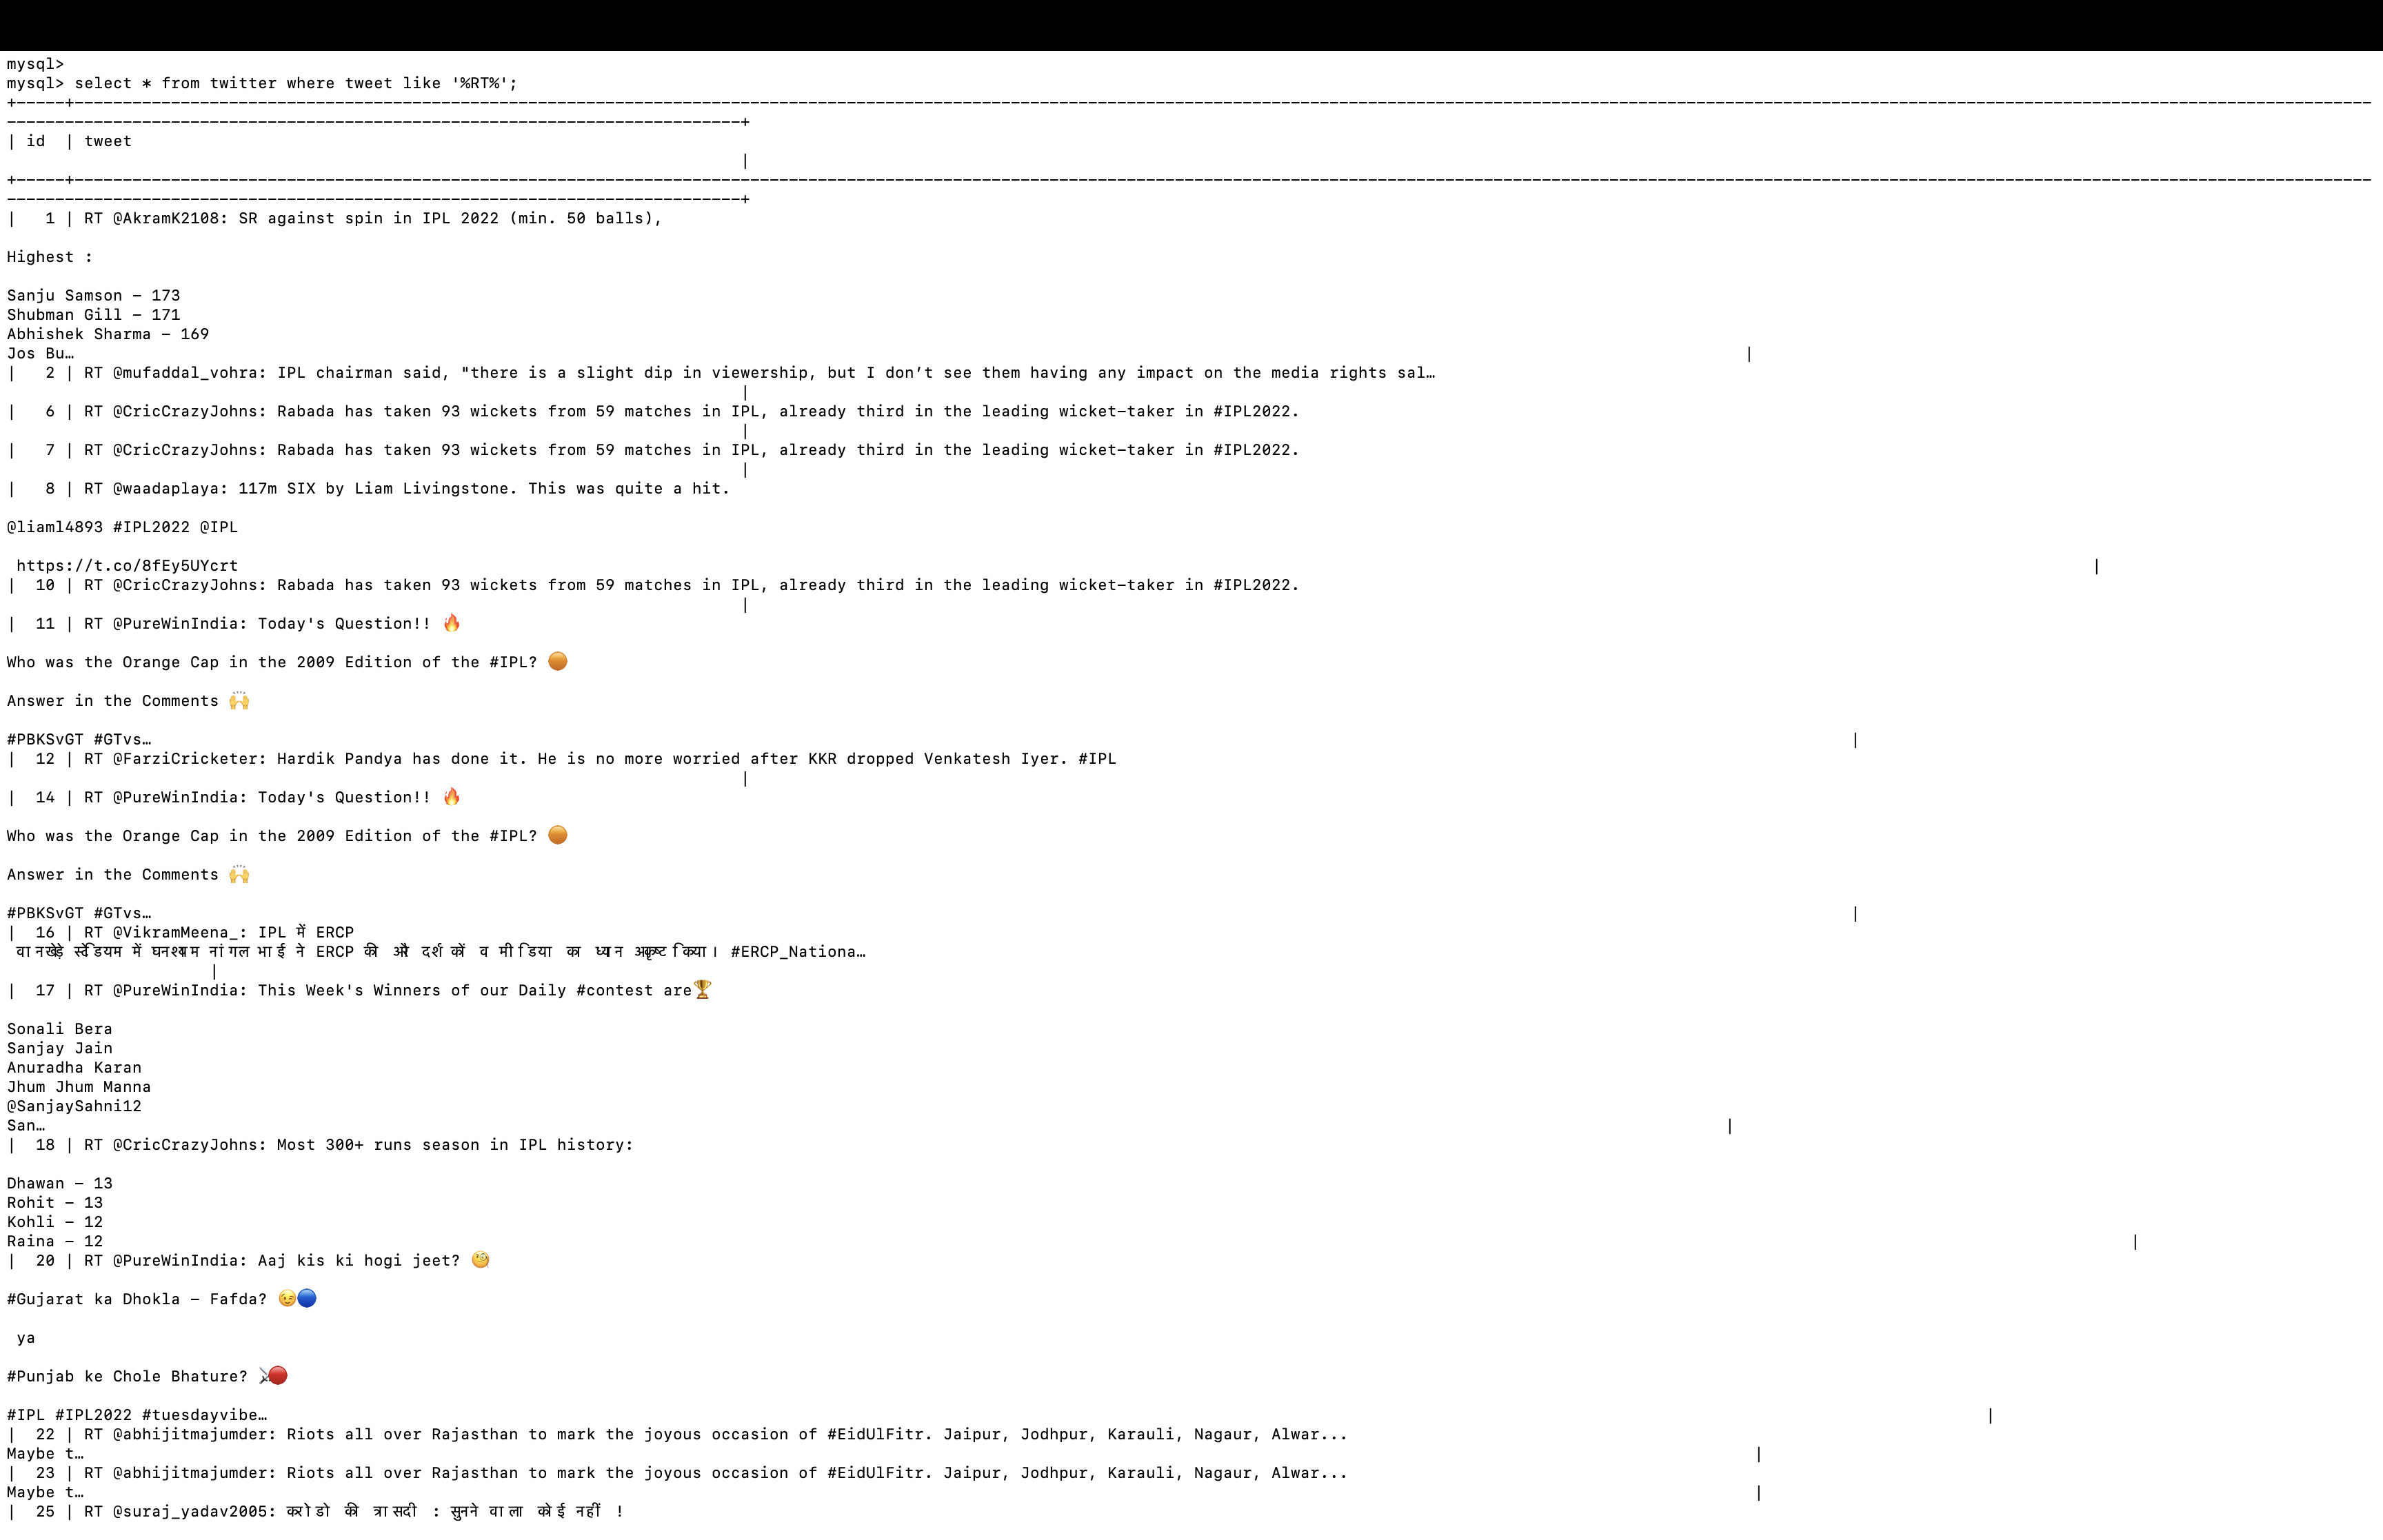 mysql>
mysql> select * from twitter where tweet like '%RT%';
| id  | tweet
|
|   1 | RT @AkramK2108: SR against spin in IPL 2022 (min. 50 balls),
Highest :
Sanju Samson – 173
Shubman Gill – 171
Abhishek Sharma – 169
Jos Bu… |
|   2 | RT @mufaddal_vohra: IPL chairman said, "there is a slight dip in viewership, but I don’t see them having any impact on the media rights sal…
|
|   6 | RT @CricCrazyJohns: Rabada has taken 93 wickets from 59 matches in IPL, already third in the leading wicket–taker in #IPL2022.
|
|   7 | RT @CricCrazyJohns: Rabada has taken 93 wickets from 59 matches in IPL, already third in the leading wicket–taker in #IPL2022.
|
|   8 | RT @waadaplaya: 117m SIX by Liam Livingstone. This was quite a hit.
@liaml4893 #IPL2022 @IPL
https://t.co/8fEy5UYcrt |
|  10 | RT @CricCrazyJohns: Rabada has taken 93 wickets from 59 matches in IPL, already third in the leading wicket–taker in #IPL2022.
|
|  11 | RT @PureWinIndia: Today's Question!! 🔥
Who was the Orange Cap in the 2009 Edition of the #IPL? 🟠
Answer in the Comments 🙌
#PBKSvGT #GTvs… |
|  12 | RT @FarziCricketer: Hardik Pandya has done it. He is no more worried after KKR dropped Venkatesh Iyer. #IPL
|
|  14 | RT @PureWinIndia: Today's Question!! 🔥
Who was the Orange Cap in the 2009 Edition of the #IPL? 🟠
Answer in the Comments 🙌
#PBKSvGT #GTvs… |
|  16 | RT @VikramMeena_: IPL में ERCP
वानखेड़े स्टेडियम में घनश्याम नांगल भाई ने ERCP की और दर्शकों व मीडिया का ध्यान आकृष्ट किया। #ERCP_Nationa…
|
|  17 | RT @PureWinIndia: This Week's Winners of our Daily #contest are🏆
Sonali Bera
Sanjay Jain
Anuradha Karan
Jhum Jhum Manna
@SanjaySahni12
San… |
|  18 | RT @CricCrazyJohns: Most 300+ runs season in IPL history:
Dhawan – 13
Rohit – 13
Kohli – 12
Raina – 12 |
|  20 | RT @PureWinIndia: Aaj kis ki hogi jeet? 🧐
#Gujarat ka Dhokla – Fafda? 😉🔵
ya
#Punjab ke Chole Bhature? ⚔🔴
#IPL #IPL2022 #tuesdayvibe… |
|  22 | RT @abhijitmajumder: Riots all over Rajasthan to mark the joyous occasion of #EidUlFitr. Jaipur, Jodhpur, Karauli, Nagaur, Alwar...
Maybe t… |
|  23 | RT @abhijitmajumder: Riots all over Rajasthan to mark the joyous occasion of #EidUlFitr. Jaipur, Jodhpur, Karauli, Nagaur, Alwar...
Maybe t… |
|  25 | RT @suraj_yadav2005: करोडो की त्रासदी : सुनने वाला कोई नहीं !